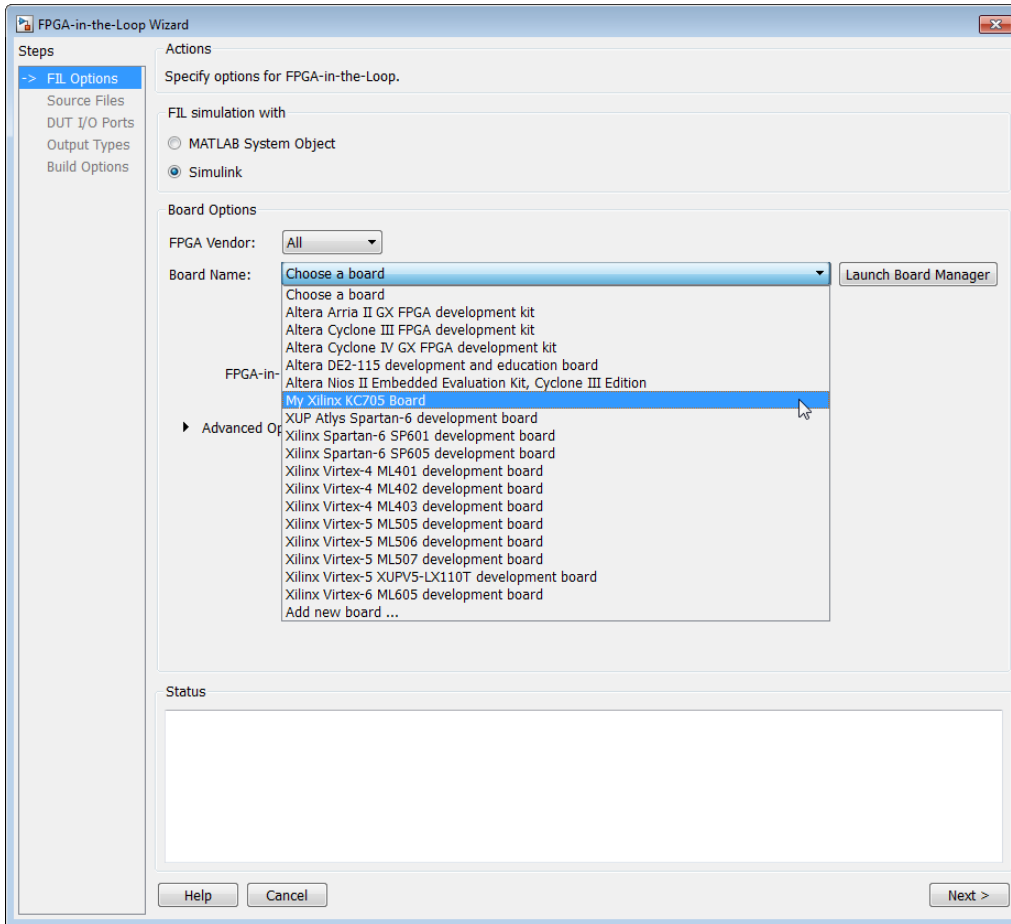 FPGA-in-the-Loop Wizard
Steps
-> FIL Options
Source Files
DUT I/O Ports
Output Types
Build Options
Actions
Specify options for FPGA-in-the-Loop.
FIL simulation with
MATLAB System Object
Simulink
Board Options
FPGA Vendor: All
Board Name: Choose a board Launch Board Manager
Choose a board
Altera Arria II GX FPGA development kit
Altera Cyclone III FPGA development kit
Altera Cyclone IV GX FPGA development kit
Altera DE2-115 development and education board
FPGA-in-
Altera Nios II Embedded Evaluation Kit, Cyclone III Edition
My Xilinx KC705 Board
XUP Atlys Spartan-6 development board
Advanced Op
Xilinx Spartan-6 SP601 development board
Xilinx Spartan-6 SP605 development board
Xilinx Virtex-4 ML401 development board
Xilinx Virtex-4 ML402 development board
Xilinx Virtex-4 ML403 development board
Xilinx Virtex-5 ML505 development board
Xilinx Virtex-5 ML506 development board
Xilinx Virtex-5 ML507 development board
Xilinx Virtex-5 XUPV5-LX110T development board
Xilinx Virtex-6 ML605 development board
Add new board ...
Status
Help Cancel Next >